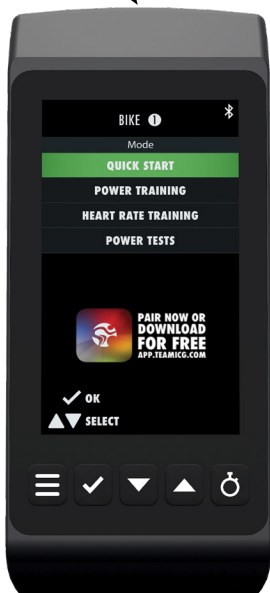 BIKE 1
Mode
QUICK START
POWER TRAINING
HEART RATE TRAINING
POWER TESTS
PAIR NOW OR
DOWNLOAD
FOR FREE
APP.TEAMICG.COM
OK
SELECT